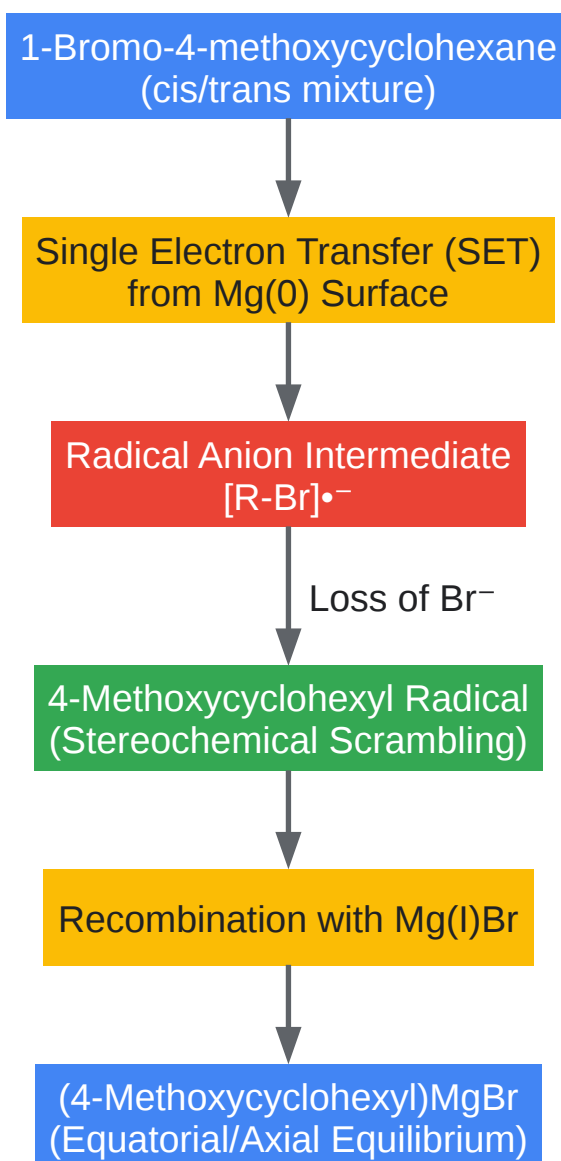 1-Bromo-4-methoxycyclohexane
(cis/trans mixture)
Single Electron Transfer (SET)
from Mg(0) Surface
Radical Anion Intermediate
[R-Br]•⁻
Loss of Br⁻
4-Methoxycyclohexyl Radical
(Stereochemical Scrambling)
Recombination with Mg(I)Br
(4-Methoxycyclohexyl)MgBr
(Equatorial/Axial Equilibrium)